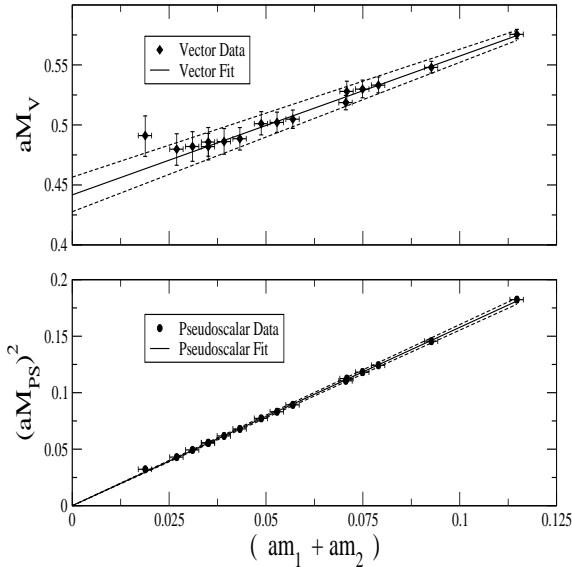 0.55
0.5
0.45
0.4
aM_V
Vector Data
Vector Fit
0.2
0.15
0.1
0.05
0
(aM_PS)^2
Pseudoscalar Data
Pseudoscalar Fit
0 0.025 0.05 0.075 0.1 0.125
( am_1 + am_2 )